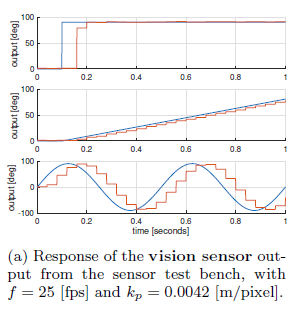 100
output [deg]
50
0
0 0.2 0.4 0.6 0.8 1
100
output [deg]
50
0
0 0.2 0.4 0.6 0.8 1
100
output [deg]
0
-100
0 0.2 0.4 0.6 0.8 1
time [seconds]
(a) Response of the vision sensor out-
put from the sensor test bench, with
f = 25 [fps] and kp = 0.0042 [m/pixel].